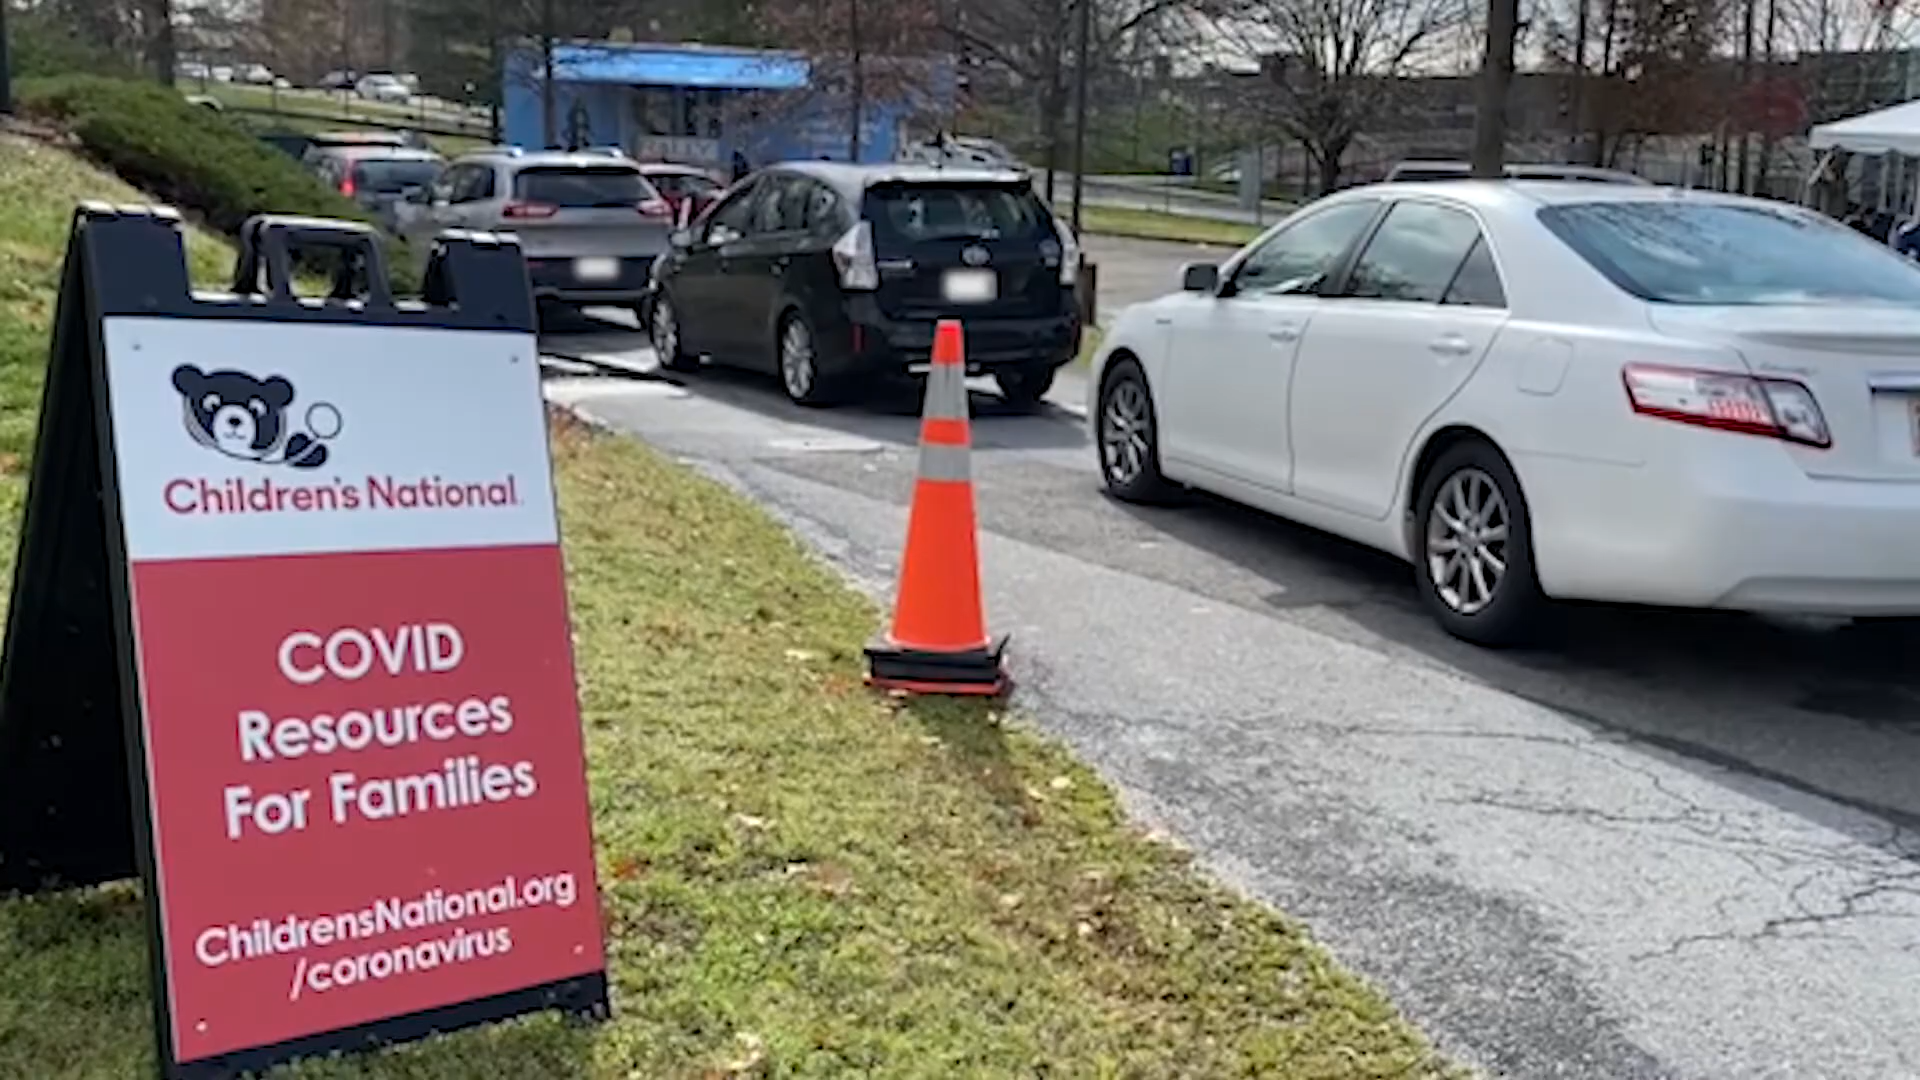 Children's National
COVID
Resources
For Families
ChildrensNational.org
/coronavirus